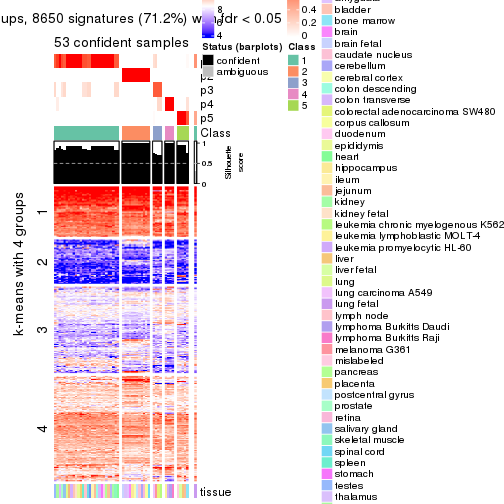 ups, 8650 signatures (71.2%) with fdr < 0.05
53 confident samples
p3
p4
p5
Class
1
0.5
0
Silhouette
score
k-means with 4 groups
1
2
3
4
tissue
8
6
4
0.4
0.2
0
Status (barplots)
confident
ambiguous
Class
1
2
3
4
5
bladder
bone marrow
brain
brain fetal
caudate nucleus
cerebellum
cerebral cortex
colon descending
colon transverse
colorectal adenocarcinoma SW480
corpus callosum
duodenum
epididymis
heart
hippocampus
ileum
jejunum
kidney
kidney fetal
leukemia chronic myelogenous K562
leukemia lymphoblastic MOLT-4
leukemia promyelocytic HL-60
liver
liver fetal
lung
lung carcinoma A549
lung fetal
lymph node
lymphoma Burkitts Daudi
lymphoma Burkitts Raji
melanoma G361
mislabeled
pancreas
placenta
postcentral gyrus
prostate
retina
salivary gland
skeletal muscle
spinal cord
spleen
stomach
testes
thalamus